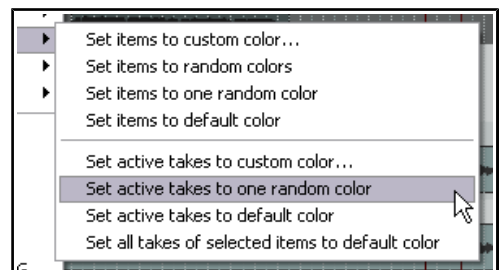 Set items to custom color...
Set items to random colors
Set items to one random color
Set items to default color
Set active takes to custom color...
Set active takes to one random color
Set active takes to default color
Set all takes of selected items to default color